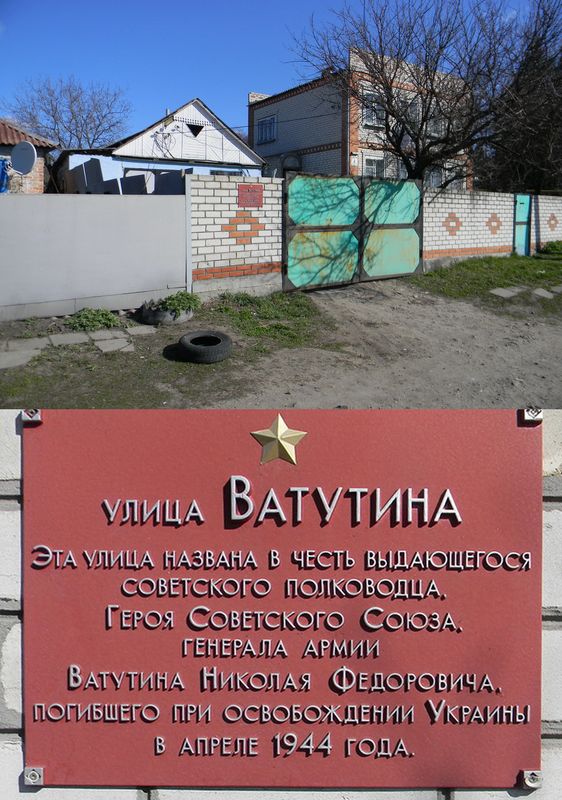 улица Ватутина
Эта улица названа в честь выдающегося
советского полководца,
Героя Советского Союза,
генерала армии
Ватутина Николая Федоровича,
погибшего при освобождении Украины
в апреле 1944 года.